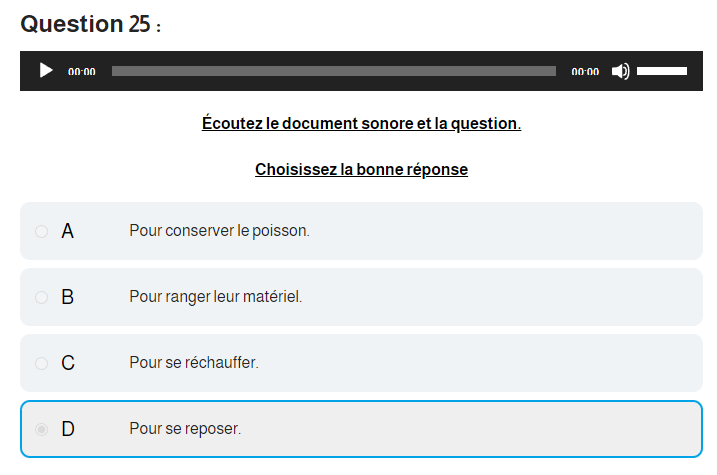 Question 25 :
00:00 00:00
Écoutez le document sonore et la question.
Choisissez la bonne réponse
A Pour conserver le poisson.
B Pour ranger leur matériel.
C Pour se réchauffer.
D Pour se reposer.